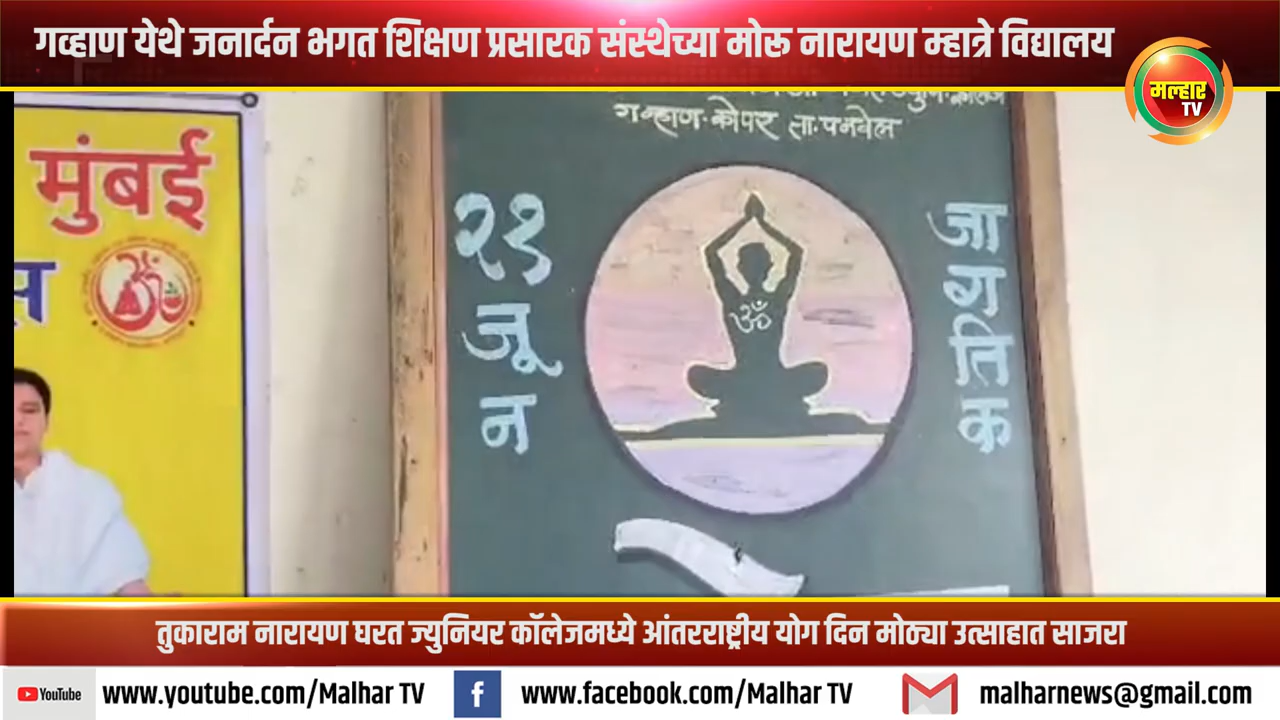 गव्हाण येथे जनार्दन भगत शिक्षण प्रसारक संस्थेच्या मोरू नारायण म्हात्रे विद्यालय
मल्हार
TV
मुंबई
गव्हाण-कोपर ता.पनवेल
२१
जून
जागतिक
ॐ
तुकाराम नारायण घरत ज्युनियर कॉलेजमध्ये आंतरराष्ट्रीय योग दिन मोठ्या उत्साहात साजरा
YouTube www.youtube.com/Malhar TV
f www.facebook.com/Malhar TV
malharnews@gmail.com